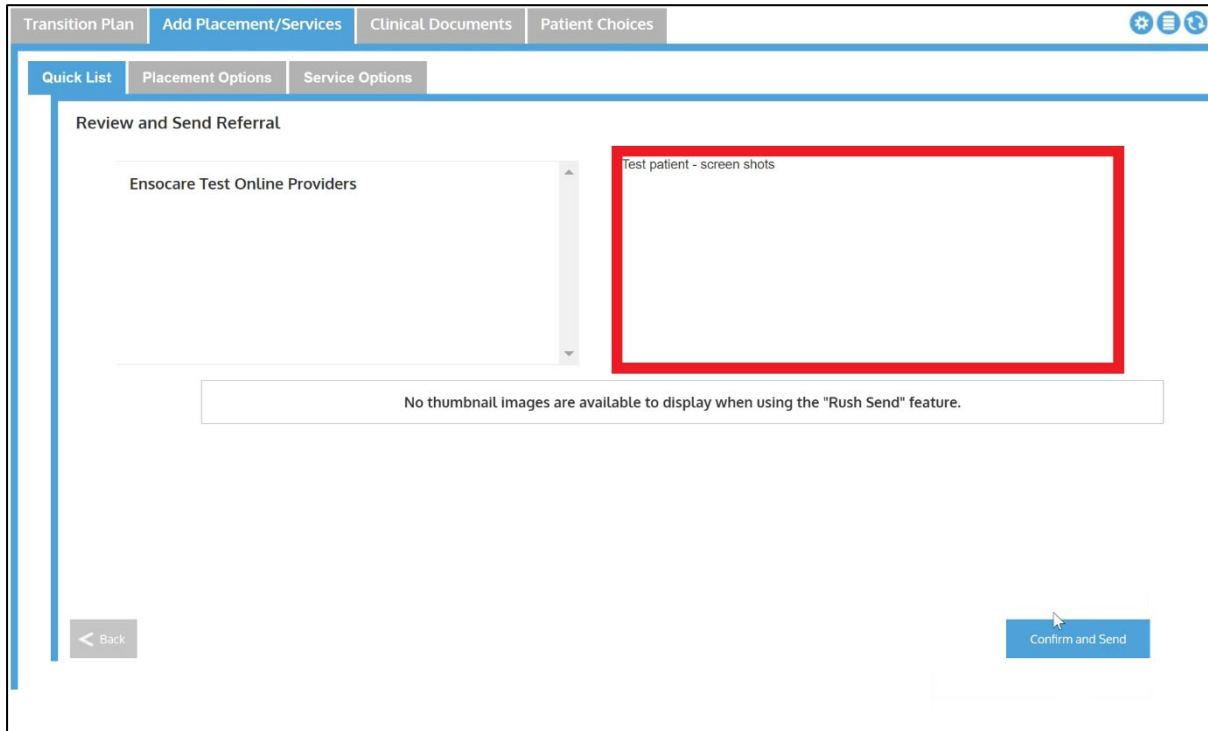 Transition Plan
Add Placement/Services
Clinical Documents
Patient Choices
Quick List
Placement Options
Service Options
Review and Send Referral
Ensocare Test Online Providers
Test patient - screen shots
No thumbnail images are available to display when using the "Rush Send" feature.
< Back
Confirm and Send